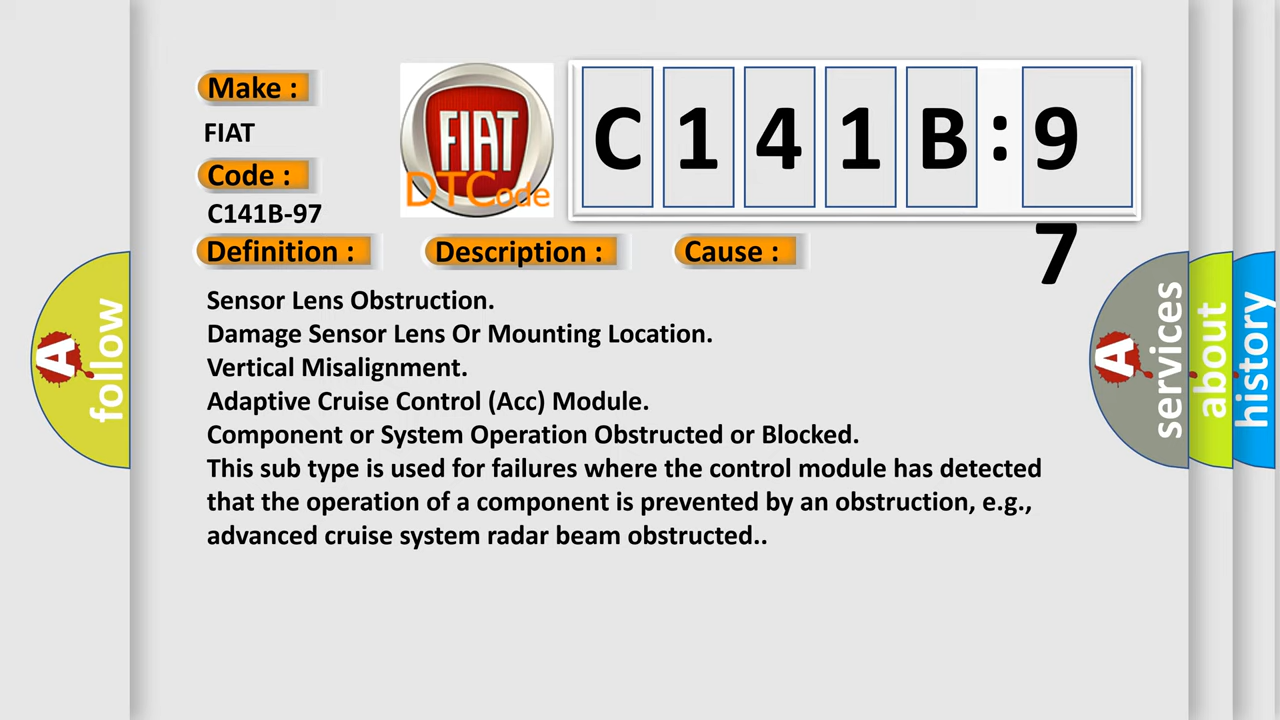 Make :
FIAT
Code :
C141B-97
FIAT
DTCode
C141B:9
7
Definition :
Description :
Cause :
Sensor Lens Obstruction.
Damage Sensor Lens Or Mounting Location.
Vertical Misalignment.
Adaptive Cruise Control (Acc) Module.
Component or System Operation Obstructed or Blocked.
This sub type is used for failures where the control module has detected
that the operation of a component is prevented by an obstruction, e.g.,
advanced cruise system radar beam obstructed..
A follow
A services
about
history